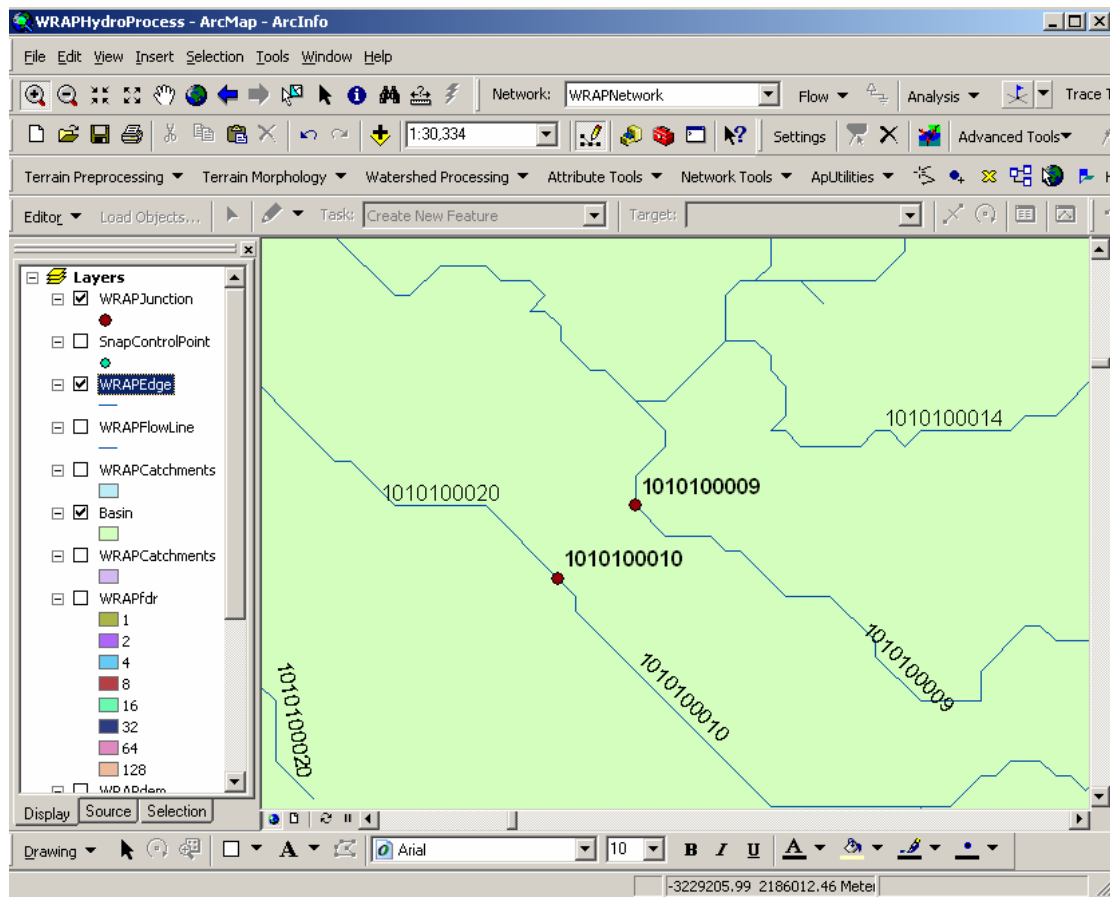 WRAPHydroProcess - ArcMap - ArcInfo
File Edit View Insert Selection Tools Window Help
Network: WRAPNetwork Flow Analysis Trace T
1:30,334 Settings Advanced Tools
Terrain Preprocessing Terrain Morphology Watershed Processing Attribute Tools Network Tools ApUtilities H
Editor Load Objects... Task: Create New Feature Target:
Layers
WRAPJunction
SnapControlPoint
WRAPEdge
WRAPFlowLine
WRAPCatchments
Basin
WRAPCatchments
WRAPfdr
1
2
4
8
16
32
64
128
WRAPdem
1010100014
1010100020
1010100009
1010100010
1010100009
1010100010
1010100020
Display Source Selection
Drawing A Arial 10 B I U A
-3229205.99 2186012.46 Meter